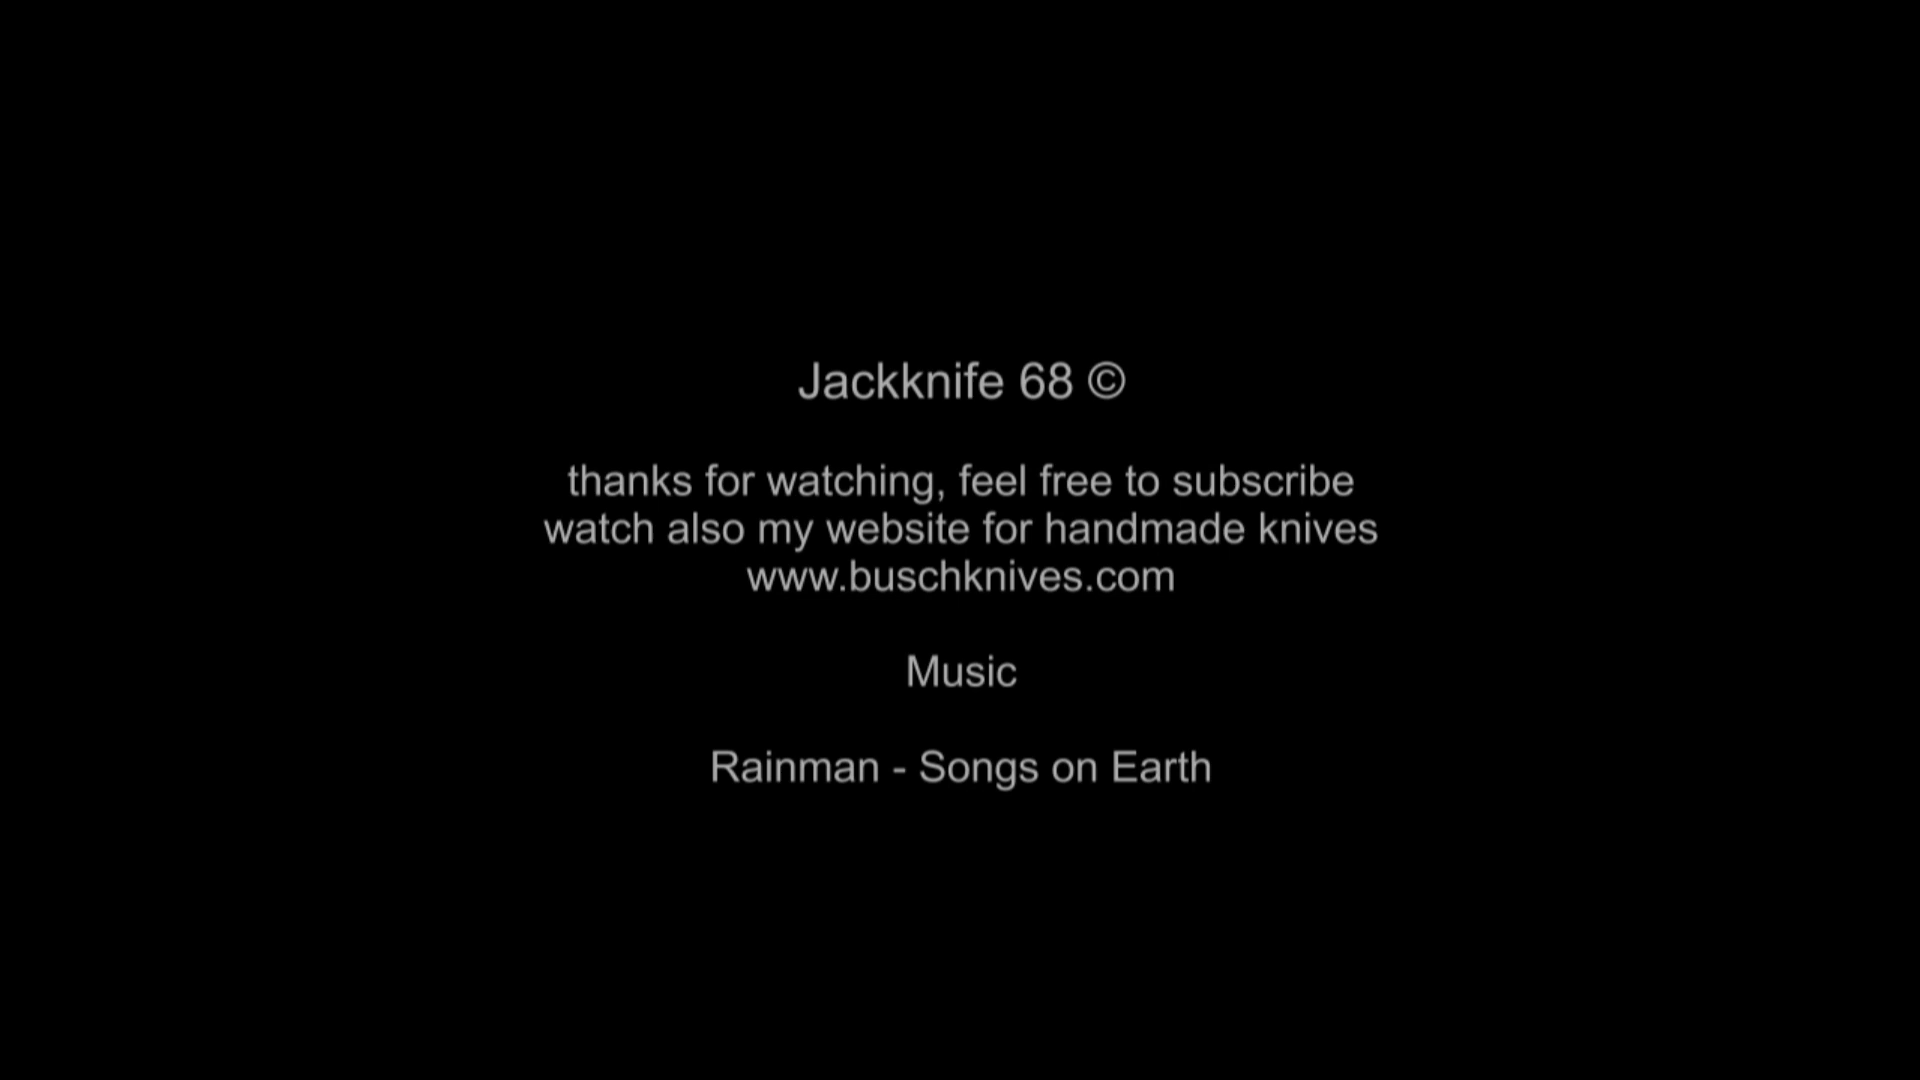 Jackknife 68 ©
thanks for watching, feel free to subscribe
watch also my website for handmade knives
www.buschknives.com
Music
Rainman - Songs on Earth